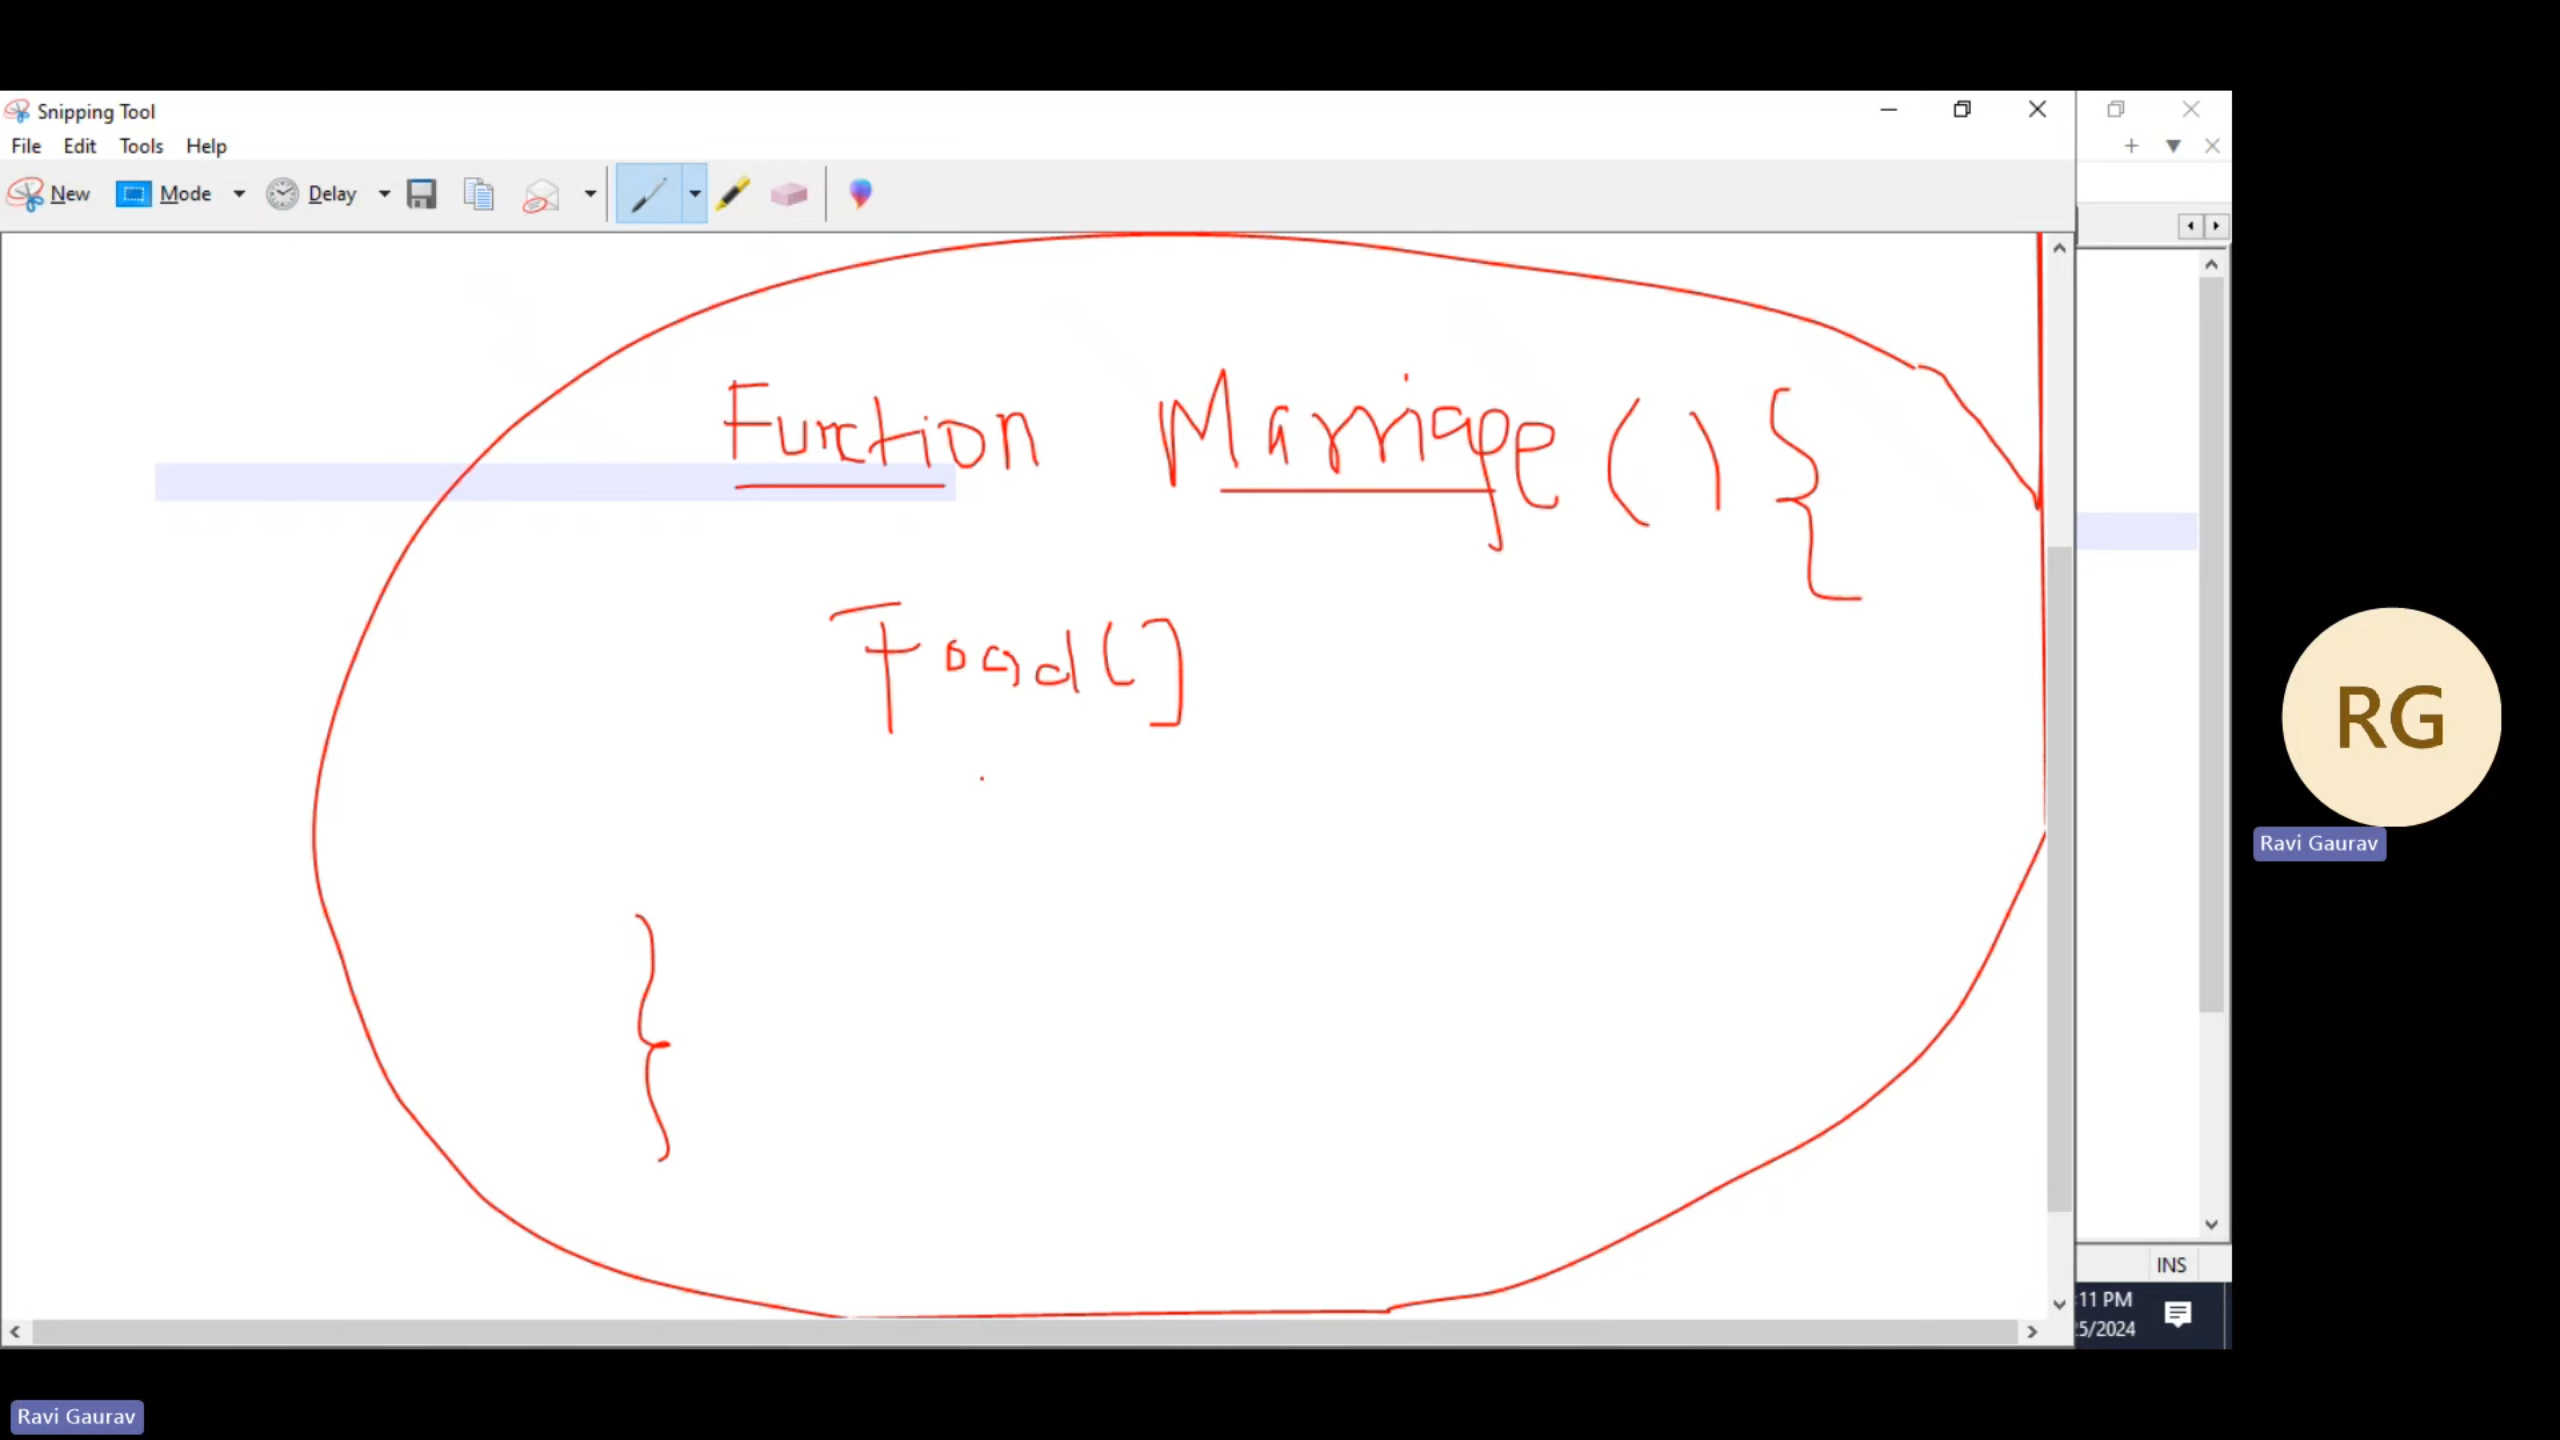 Snipping Tool
File Edit Tools Help
New Mode Delay
Function Marriage ( ) {
Food( ]
}
RG
Ravi Gaurav
INS
11 PM
5/2024
Ravi Gaurav